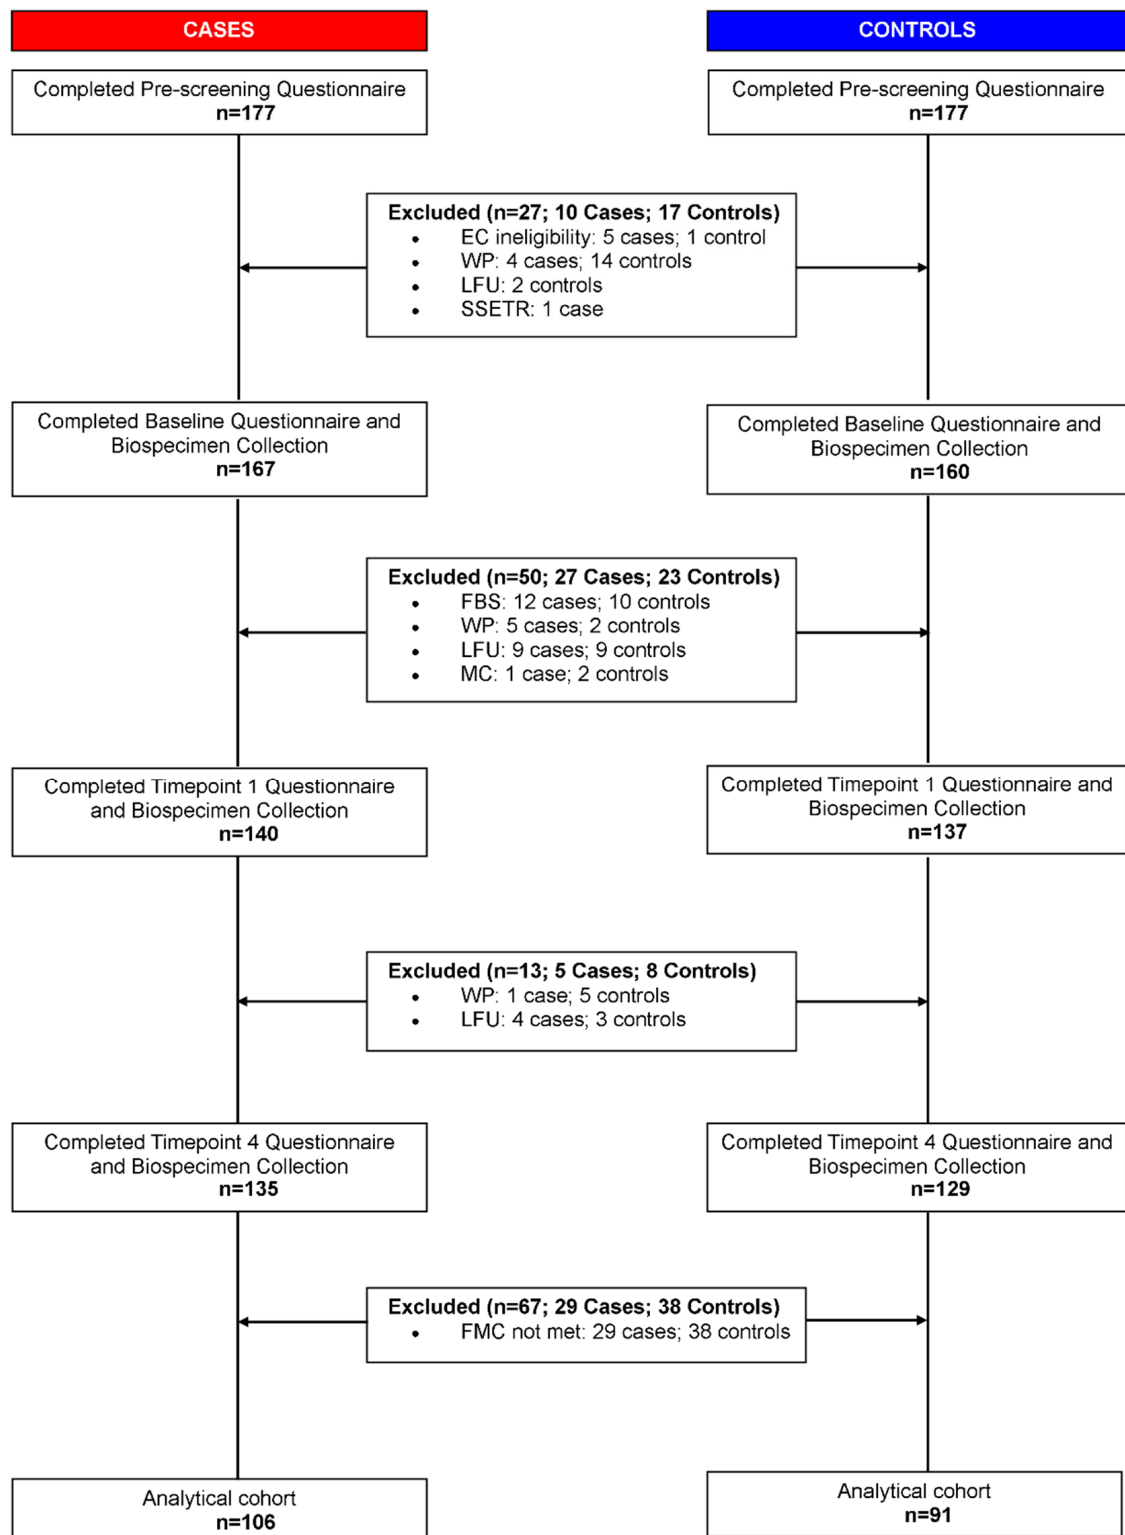 CASES
CONTROLS
Completed Pre-screening Questionnaire
n=177
Completed Pre-screening Questionnaire
n=177
Excluded (n=27; 10 Cases; 17 Controls)
• EC ineligibility: 5 cases; 1 control
• WP: 4 cases; 14 controls
• LFU: 2 controls
• SSETR: 1 case
Completed Baseline Questionnaire and
Biospecimen Collection
n=167
Completed Baseline Questionnaire and
Biospecimen Collection
n=160
Excluded (n=50; 27 Cases; 23 Controls)
• FBS: 12 cases; 10 controls
• WP: 5 cases; 2 controls
• LFU: 9 cases; 9 controls
• MC: 1 case; 2 controls
Completed Timepoint 1 Questionnaire
and Biospecimen Collection
n=140
Completed Timepoint 1 Questionnaire and
Biospecimen Collection
n=137
Excluded (n=13; 5 Cases; 8 Controls)
• WP: 1 case; 5 controls
• LFU: 4 cases; 3 controls
Completed Timepoint 4 Questionnaire
and Biospecimen Collection
n=135
Completed Timepoint 4 Questionnaire and
Biospecimen Collection
n=129
Excluded (n=67; 29 Cases; 38 Controls)
• FMC not met: 29 cases; 38 controls
Analytical cohort
n=106
Analytical cohort
n=91